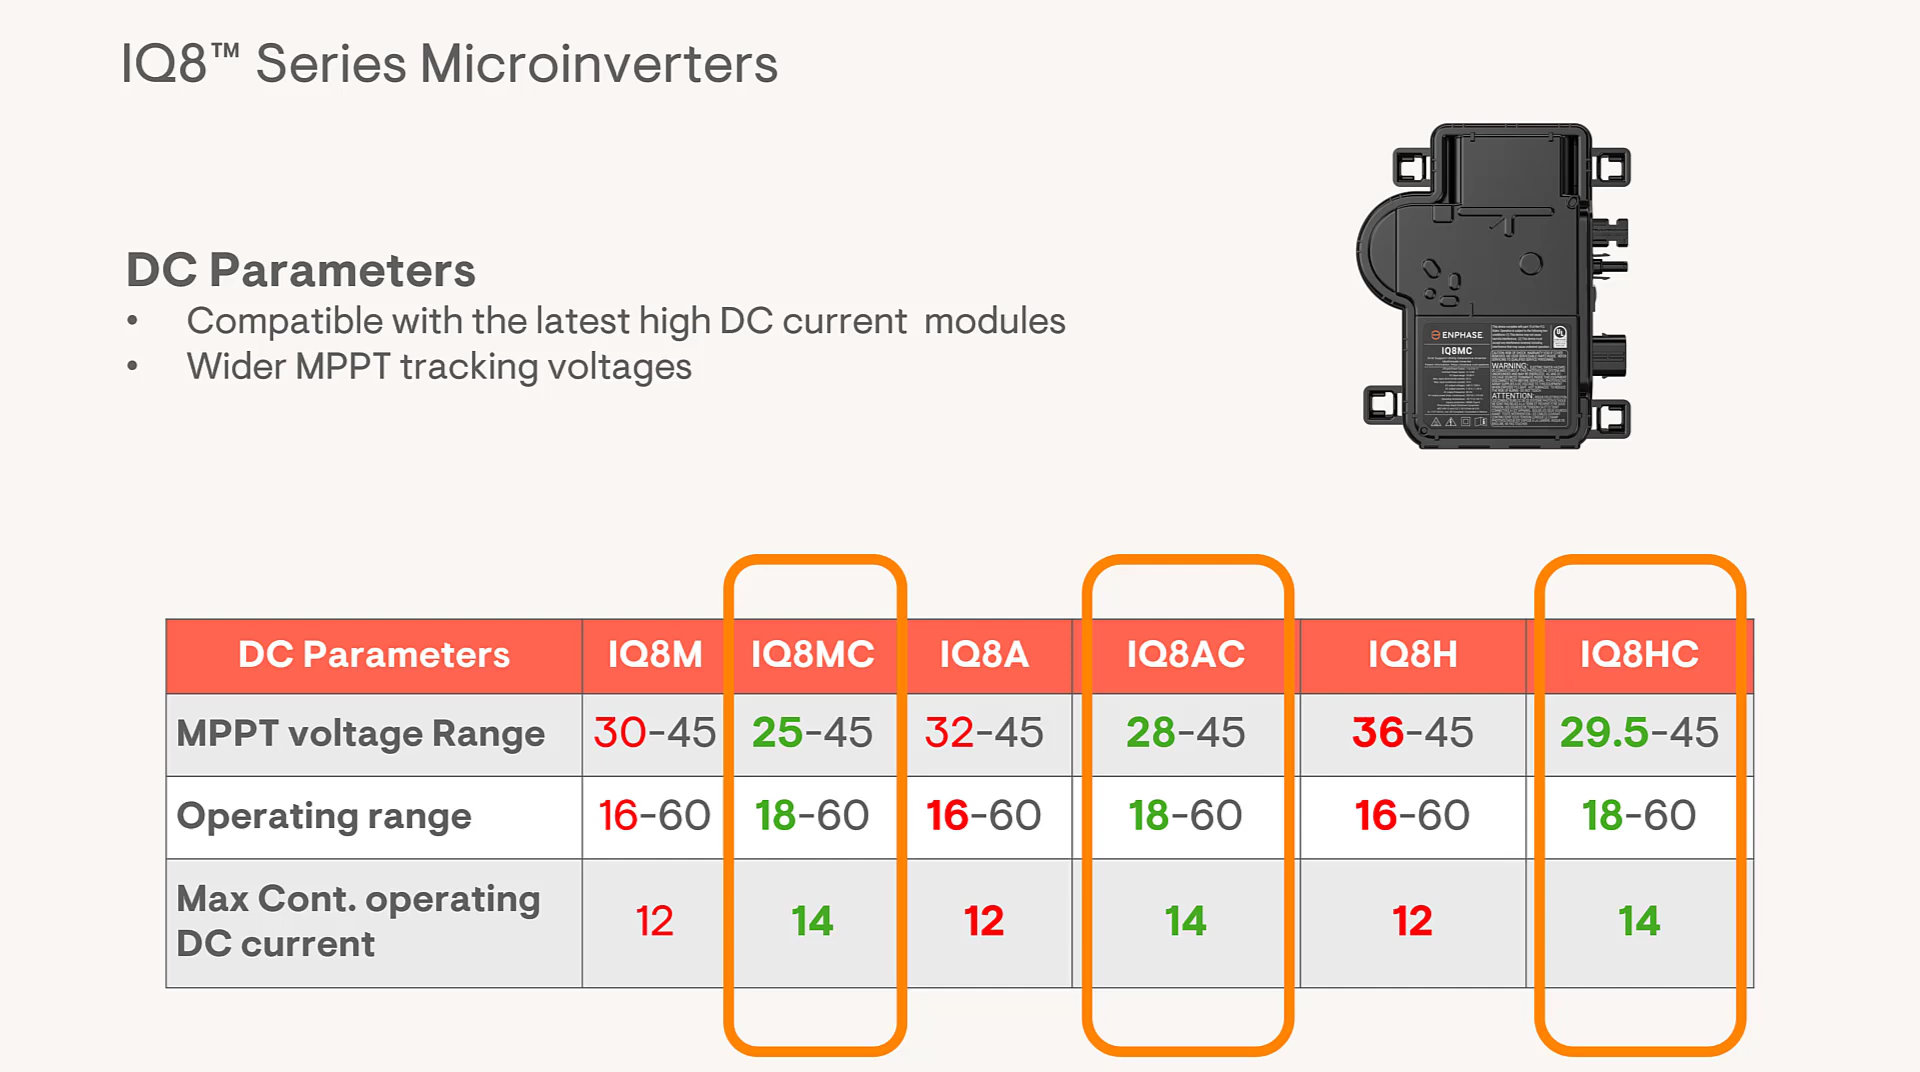 IQ8™ Series Microinverters
ENPHASE
IQ8MC
WARNING:
ATTENTION:
DC Parameters
• Compatible with the latest high DC current modules
• Wider MPPT tracking voltages
DC Parameters IQ8M IQ8MC IQ8A IQ8AC IQ8H IQ8HC
MPPT voltage Range 30-45 25-45 32-45 28-45 36-45 29.5-45
Operating range 16-60 18-60 16-60 18-60 16-60 18-60
Max Cont. operating
DC current 12 14 12 14 12 14